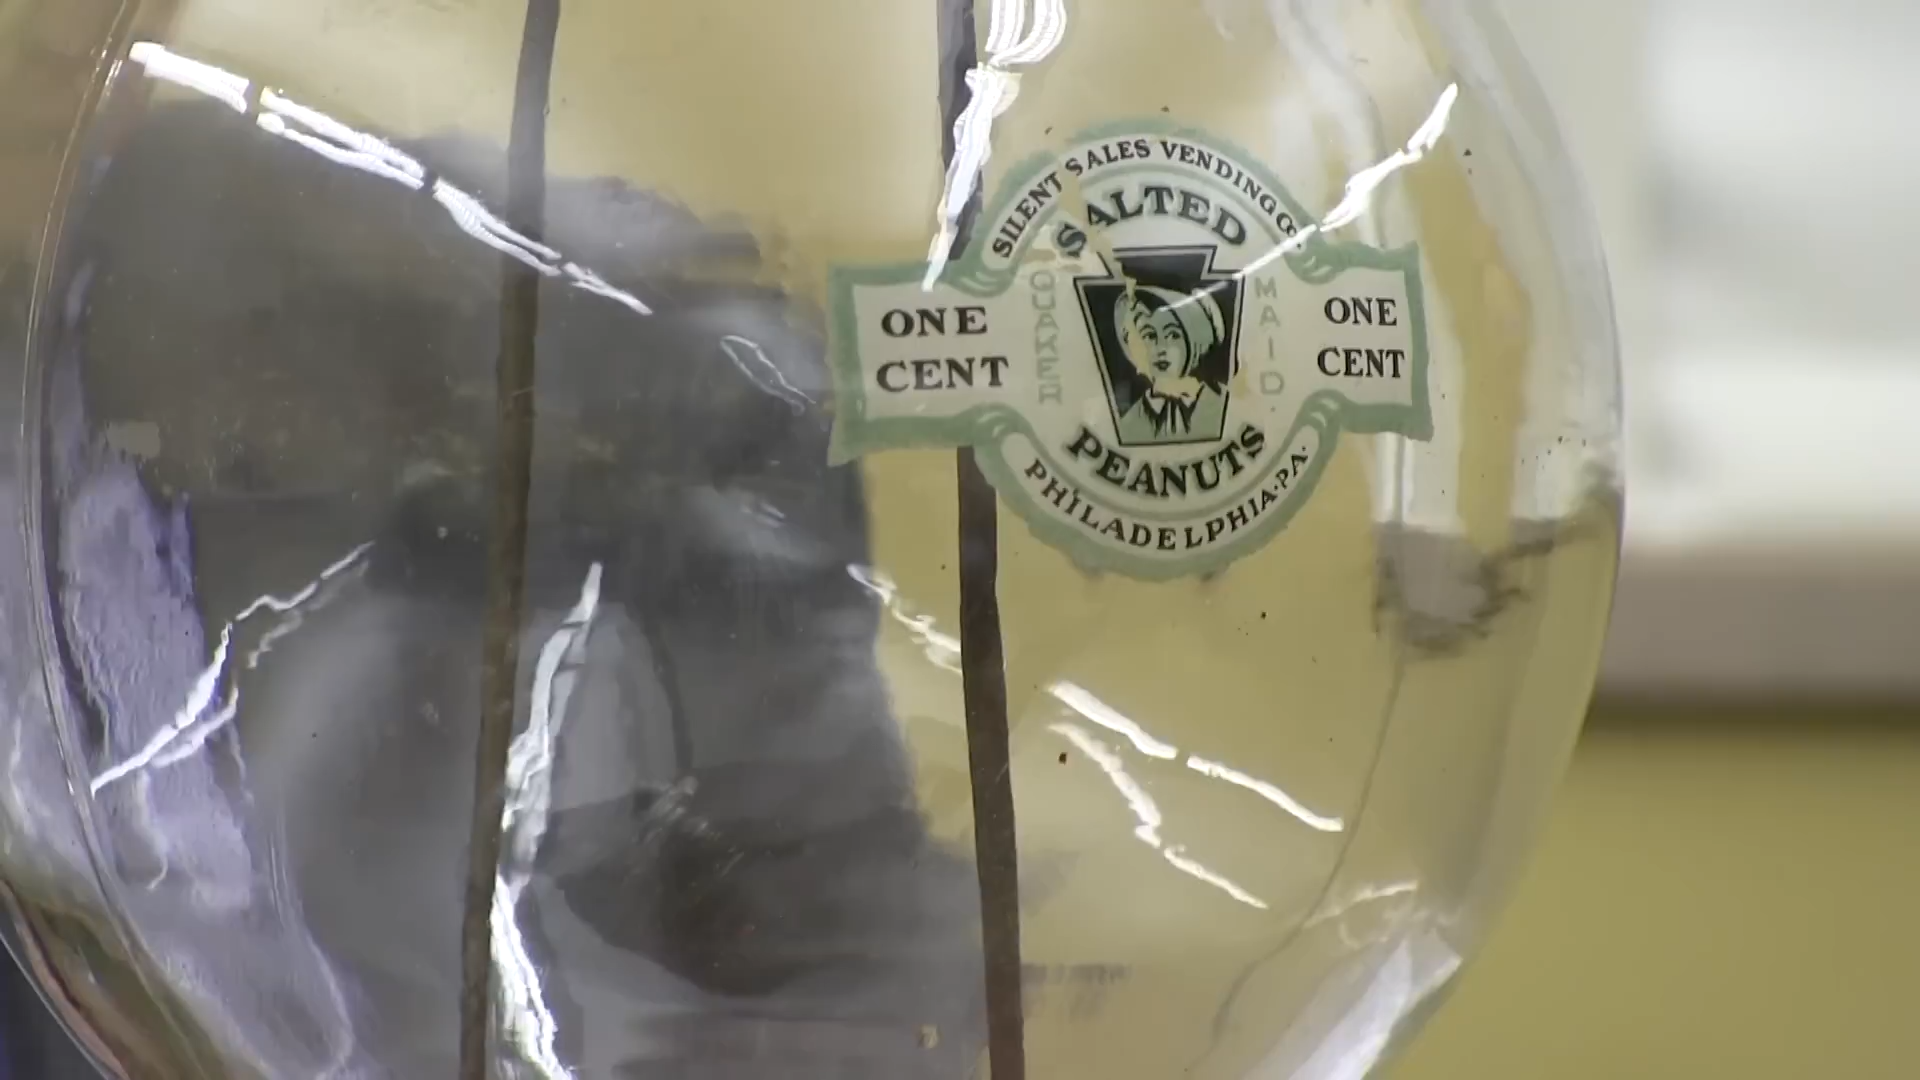 SILENT SALES VENDING CO.
SALTED
QUAKER
MAID
ONE
CENT
ONE
CENT
PEANUTS
PHILADELPHIA·PA·